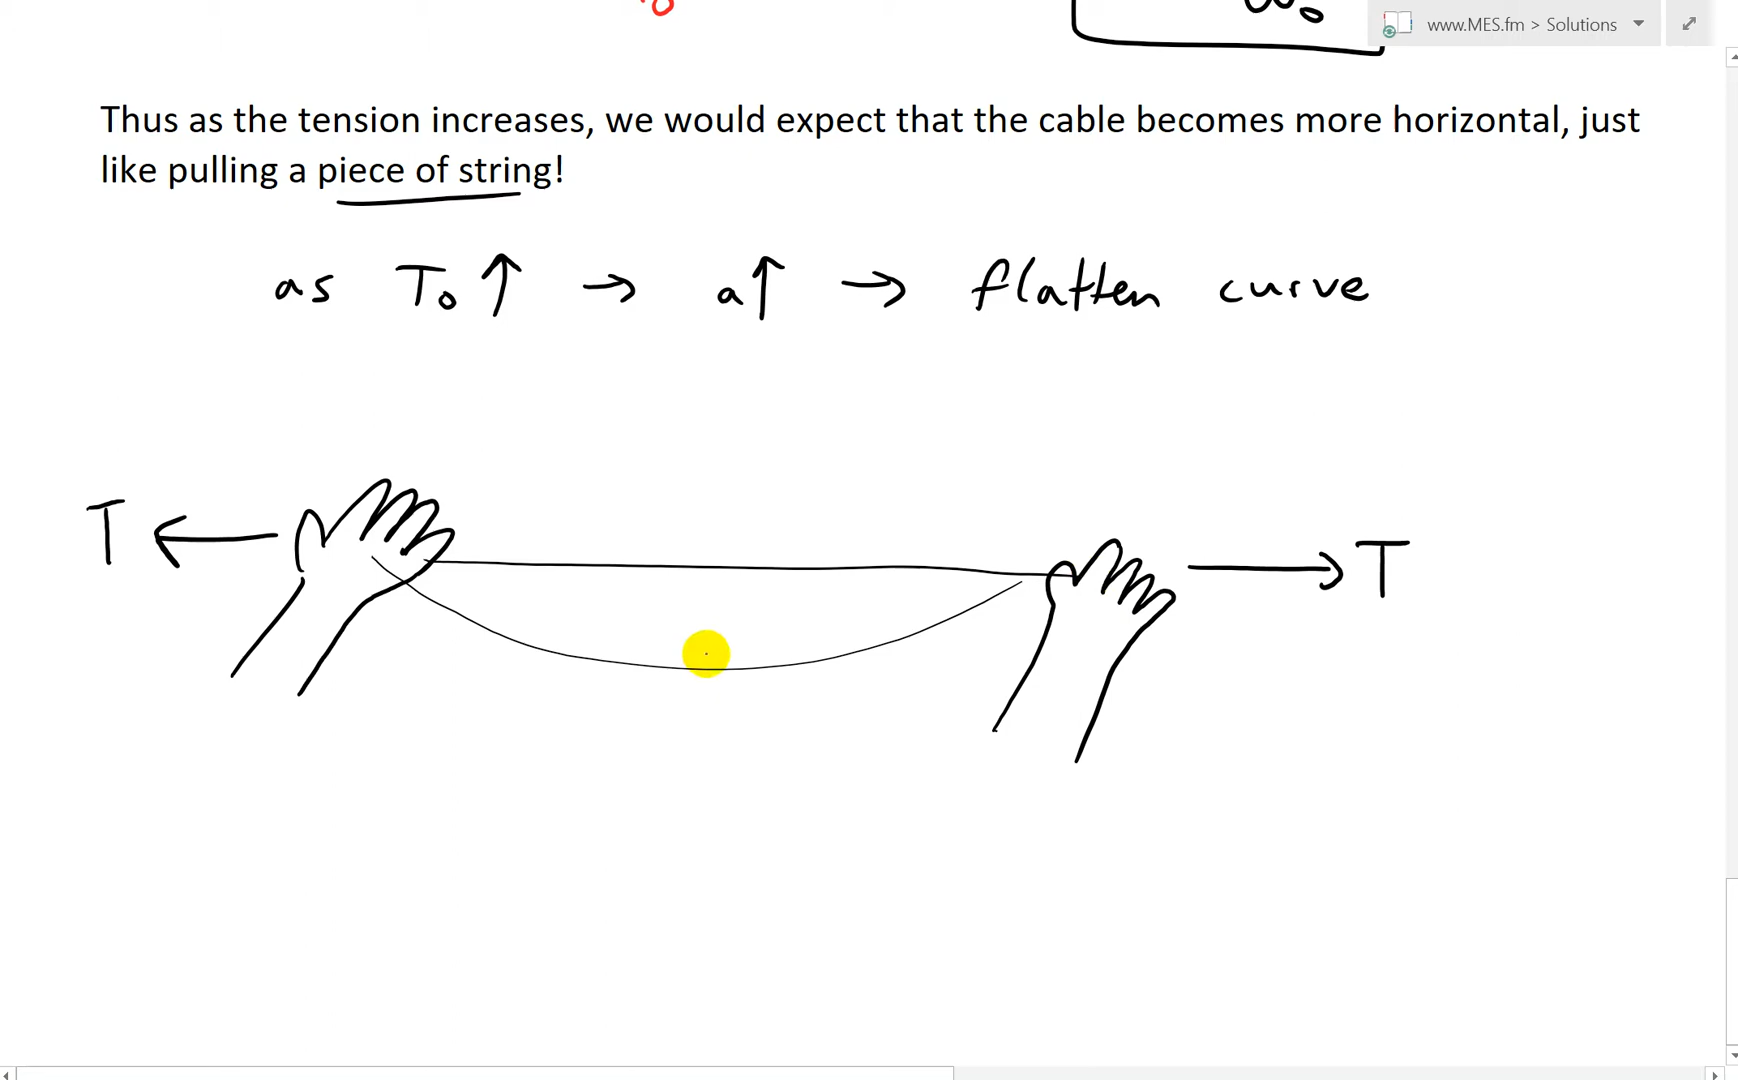 ω₀
www.MES.fm > Solutions
Thus as the tension increases, we would expect that the cable becomes more horizontal, just
like pulling a piece of string!
as T₀ ↑ → a↑ → flatten curve
T ← → T